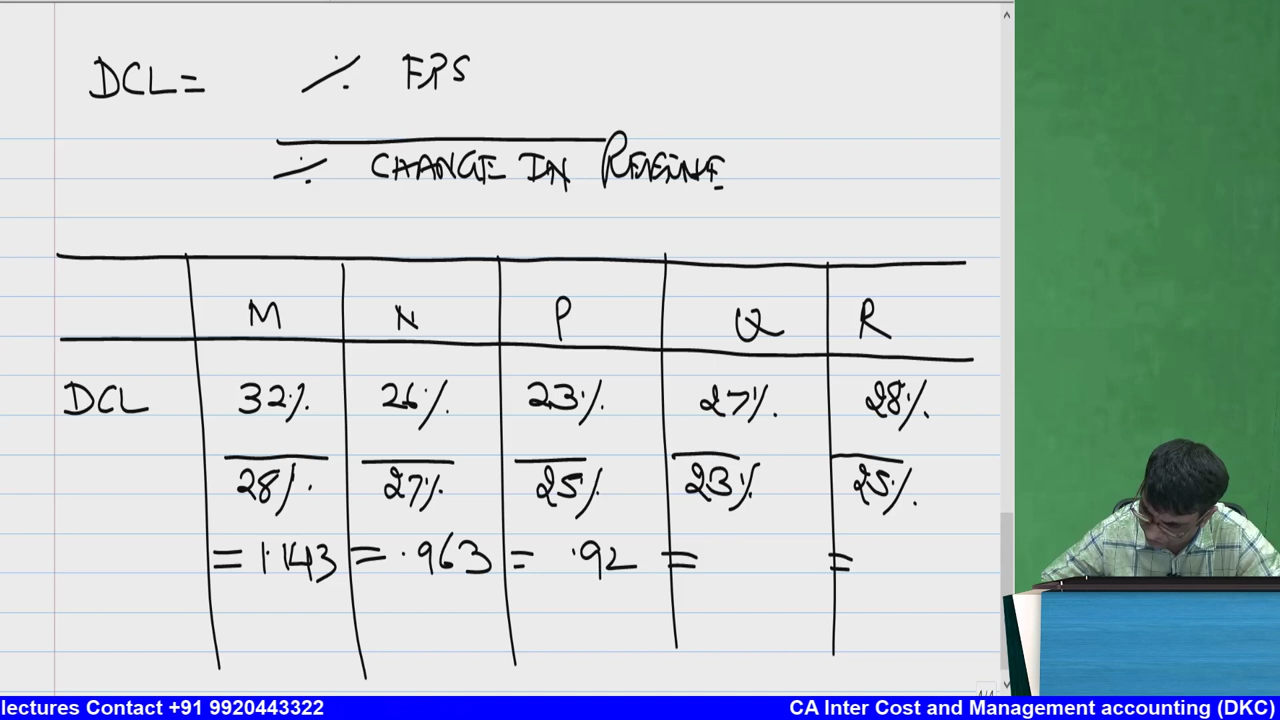 DCL = % EPS
% CHANGE IN REVENUE
M N P Q R
DCL 32% 26% 23% 27% 28%
28% 27% 25% 23% 25%
= 1.143 = .963 = .92 = =
lectures Contact +91 9920443322
CA Inter Cost and Management accounting (DKC)